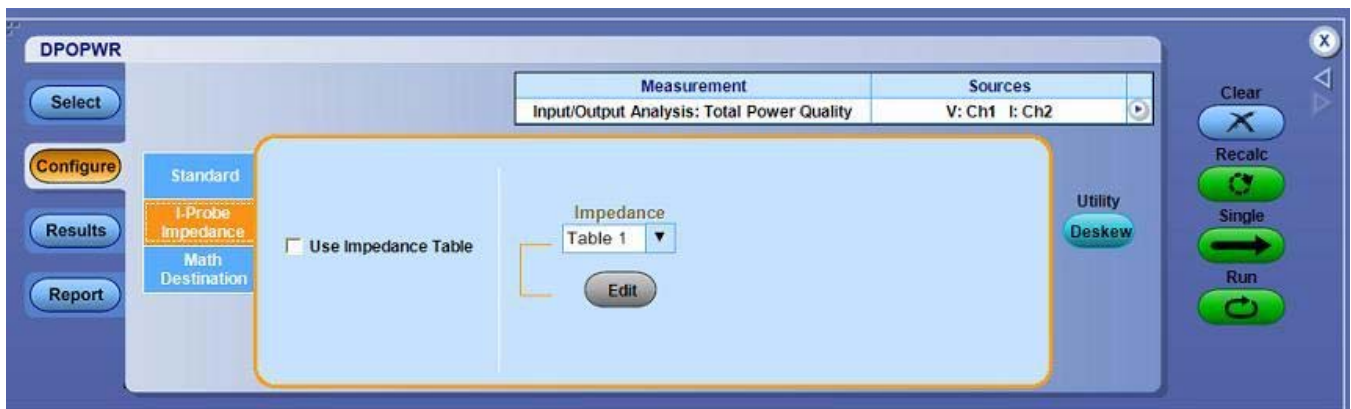 DPOPWR
X
Select
Measurement
Sources
Input/Output Analysis: Total Power Quality
V: Ch1 I: Ch2
Clear
Configure
Standard
I-Probe
Impedance
Math
Destination
Results
Report
Use Impedance Table
Impedance
Table 1
Edit
Utility
Deskew
Recalc
Single
Run